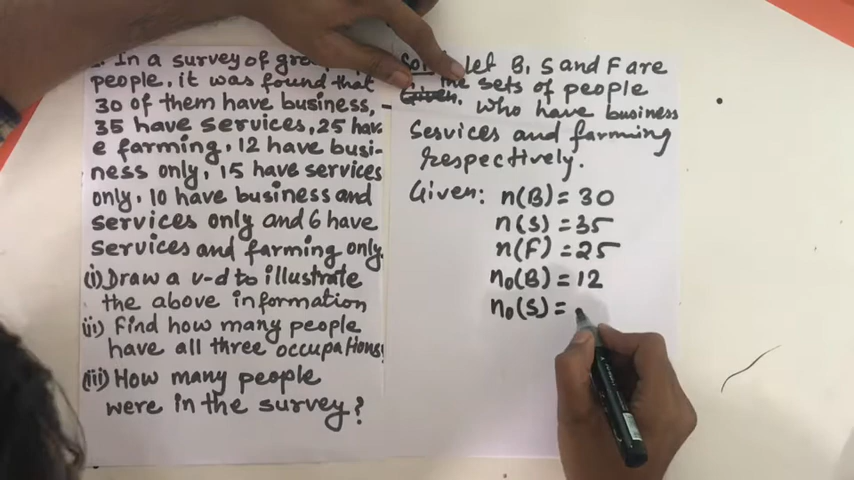 In a survey of
people, it was found that
30 of them have business,
35 have services, 25 hav
e farming, 12 have busi-
ness only, 15 have services
only, 10 have business and
services only and 6 have
services and farming only.
(i) Draw a v-d to illustrate
the above information
(ii) Find how many people
have all three occupations?
(iii) How many people
were in the survey?
Let B, S and F are
the sets of people
Given. who have business
Services and farming
respectively.
Given: n(B) = 30
n(S) = 35
n(F) = 25
n₀(B) = 12
n₀(S) =